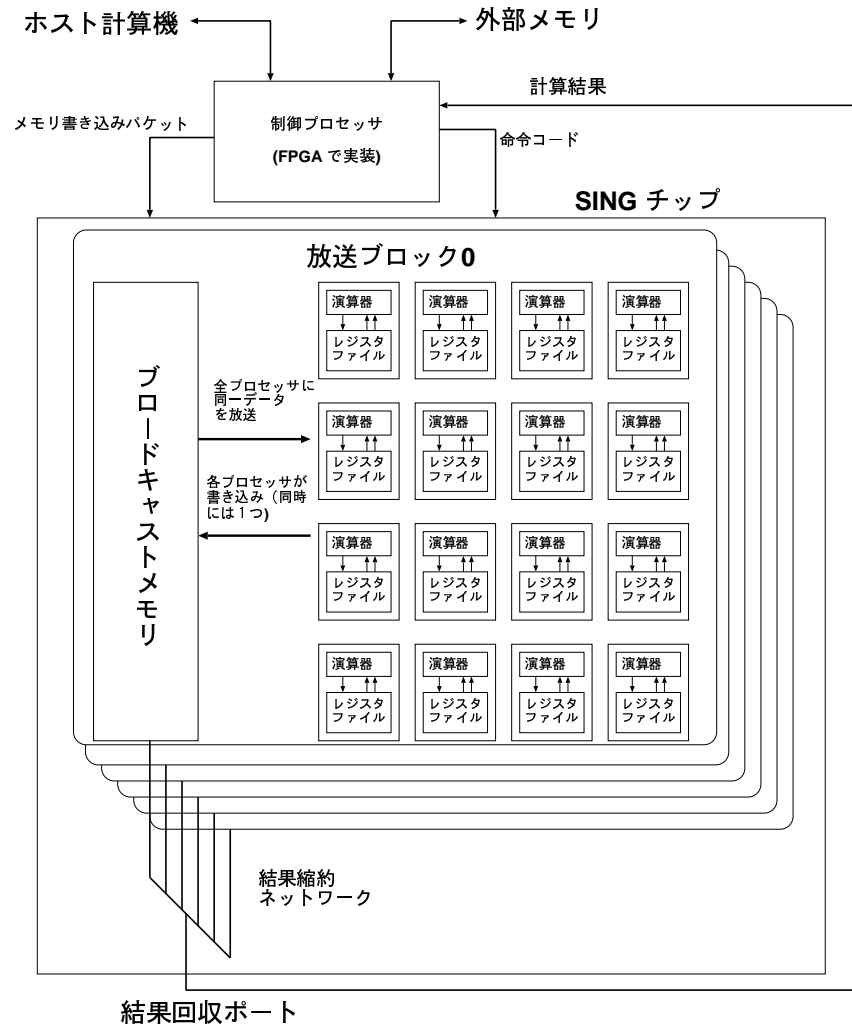 ホスト計算機
外部メモリ
計算結果
メモリ書き込みパケット
制御プロセッサ
(FPGA で実装)
命令コード
SING チップ
放送ブロック0
演算器
演算器
演算器
演算器
レジスタ
ファイル
レジスタ
ファイル
レジスタ
ファイル
レジスタ
ファイル
ブロードキャストメモリ
全プロセッサに
同一データ
を放送
演算器
演算器
演算器
演算器
レジスタ
ファイル
レジスタ
ファイル
レジスタ
ファイル
レジスタ
ファイル
各プロセッサが
書き込み（同時
には１つ)
演算器
演算器
演算器
演算器
レジスタ
ファイル
レジスタ
ファイル
レジスタ
ファイル
レジスタ
ファイル
演算器
演算器
演算器
演算器
レジスタ
ファイル
レジスタ
ファイル
レジスタ
ファイル
レジスタ
ファイル
結果縮約
ネットワーク
結果回収ポート